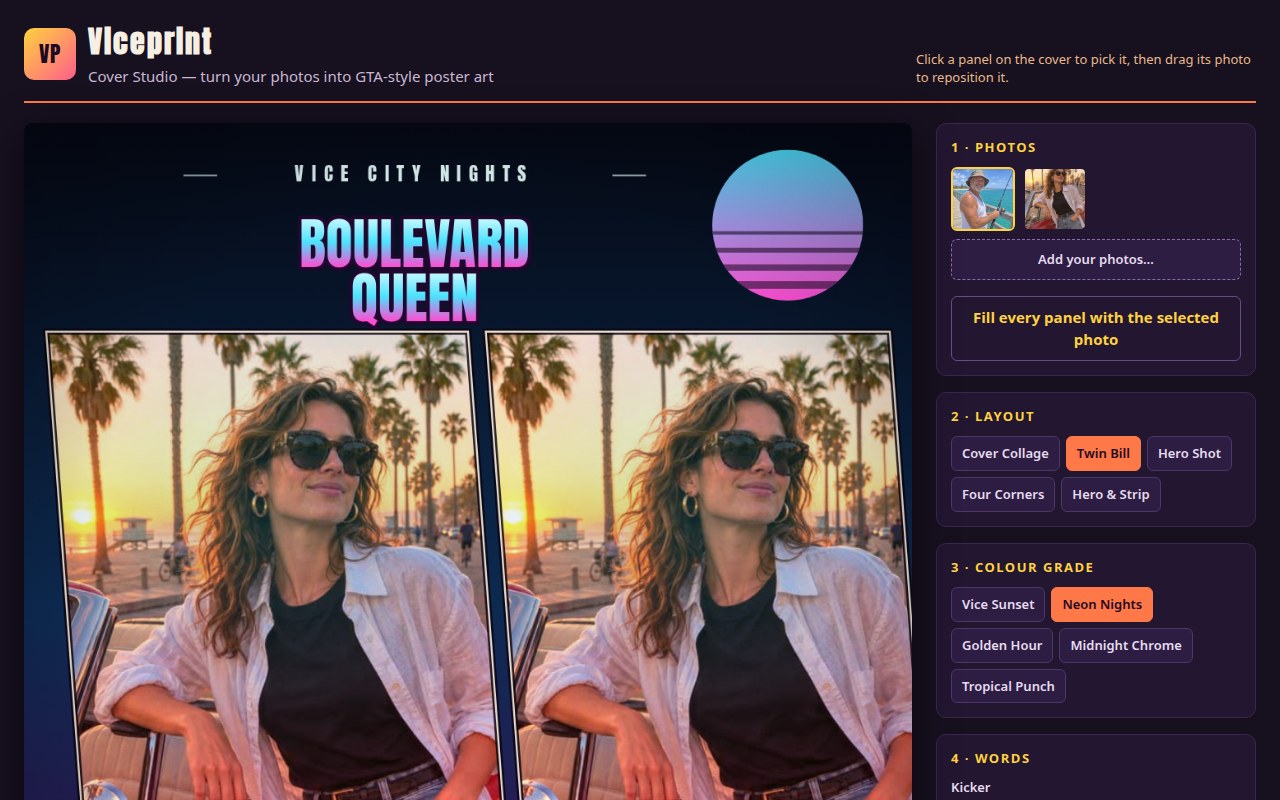 VP
Viceprint
Cover Studio — turn your photos into GTA-style poster art
Click a panel on the cover to pick it, then drag its photo
to reposition it.
VICE CITY NIGHTS
BOULEVARD
QUEEN
1 · PHOTOS
Add your photos...
Fill every panel with the selected
photo
2 · LAYOUT
Cover Collage
Twin Bill
Hero Shot
Four Corners
Hero & Strip
3 · COLOUR GRADE
Vice Sunset
Neon Nights
Golden Hour
Midnight Chrome
Tropical Punch
4 · WORDS
Kicker